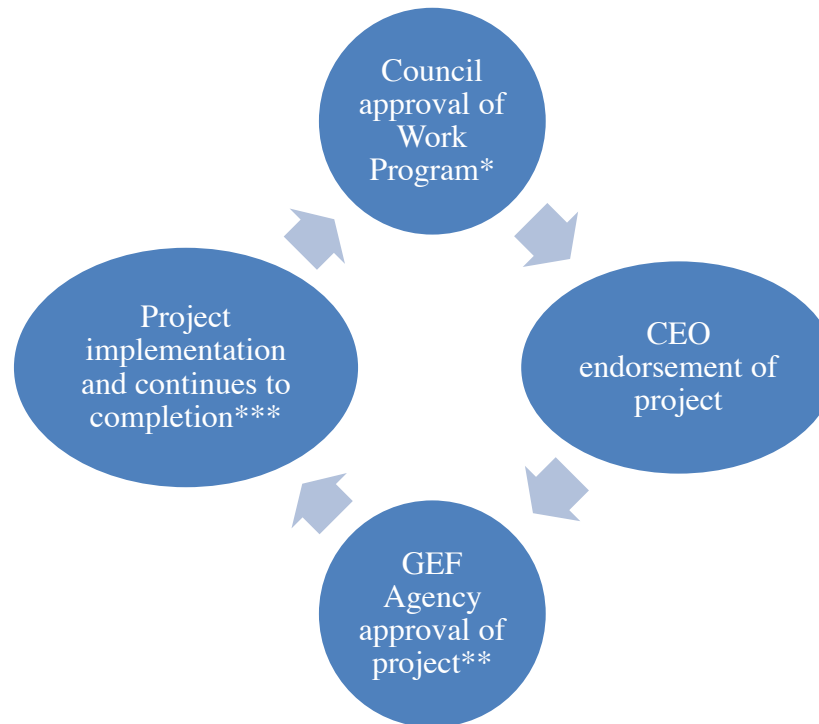 Council
approval of
Work
Program*
CEO
endorsement of
project
GEF
Agency
approval of
project**
Project
implementation
and continues to
completion***